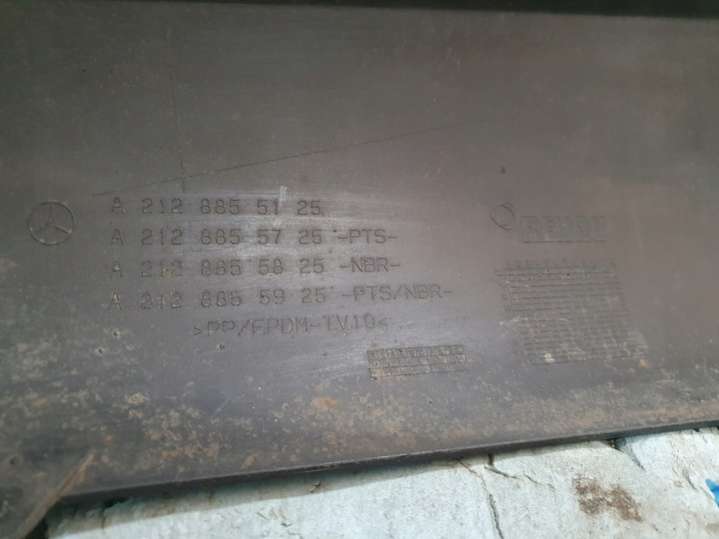 A 212 885 51 25
A 212 885 57 25 -PTS-
A 212 885 58 25 -NBR-
A 212 885 59 25 -PTS/NBR-
>PP/EPDM-TV10<
REHAU